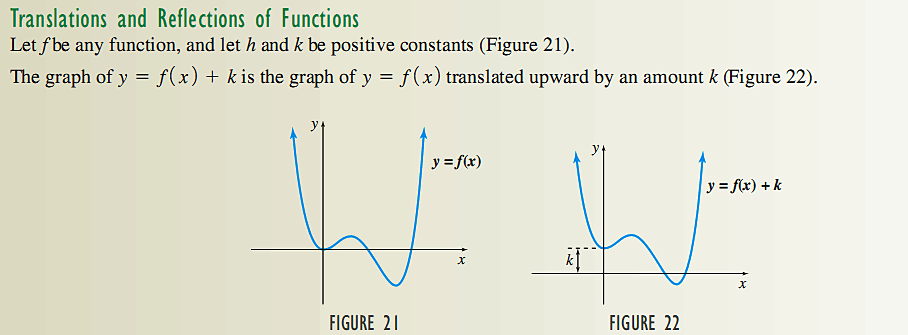 Translations and Reflections of Functions
Let f be any function, and let h and k be positive constants (Figure 21).
The graph of y = f(x) + k is the graph of y = f(x) translated upward by an amount k (Figure 22).
y
y = f(x)
x
y
y = f(x) + k
k
x
FIGURE 21
FIGURE 22